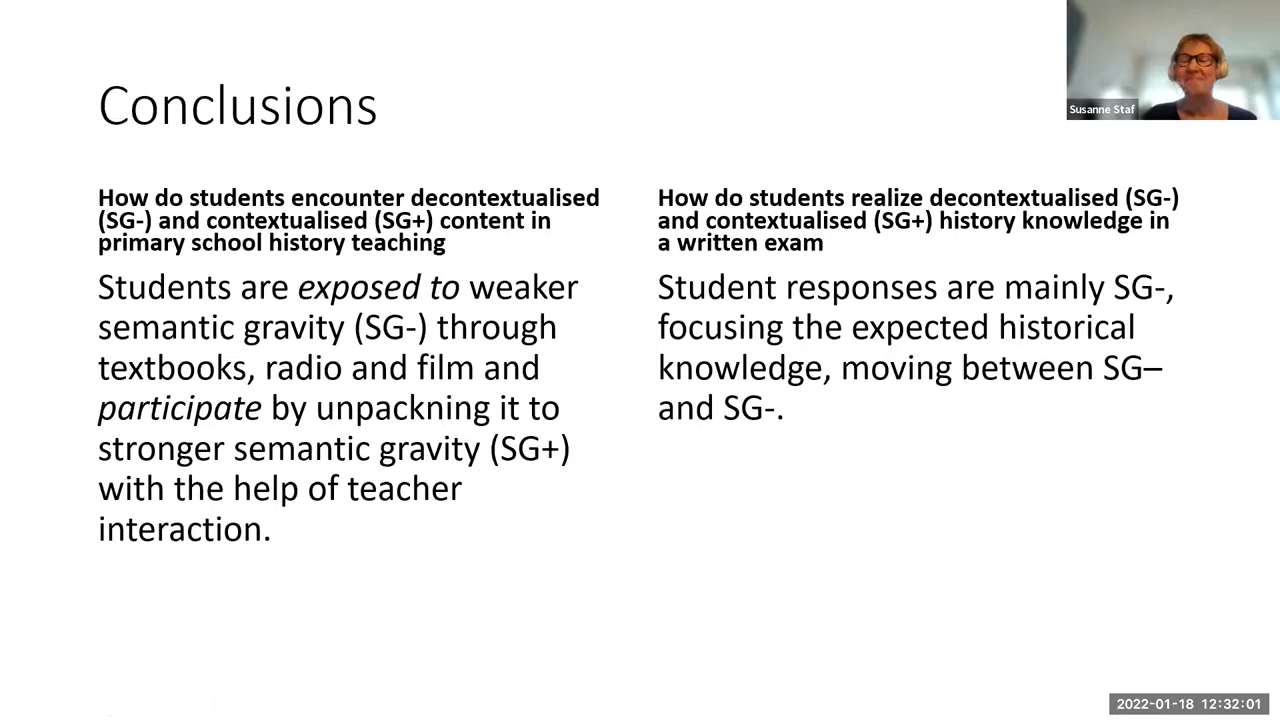 Conclusions
Susanne Staf
How do students encounter decontextualised
(SG-) and contextualised (SG+) content in
primary school history teaching
Students are exposed to weaker
semantic gravity (SG-) through
textbooks, radio and film and
participate by unpackning it to
stronger semantic gravity (SG+)
with the help of teacher
interaction.
How do students realize decontextualised (SG-)
and contextualised (SG+) history knowledge in
a written exam
Student responses are mainly SG-,
focusing the expected historical
knowledge, moving between SG–
and SG-.
2022-01-18 12:32:01